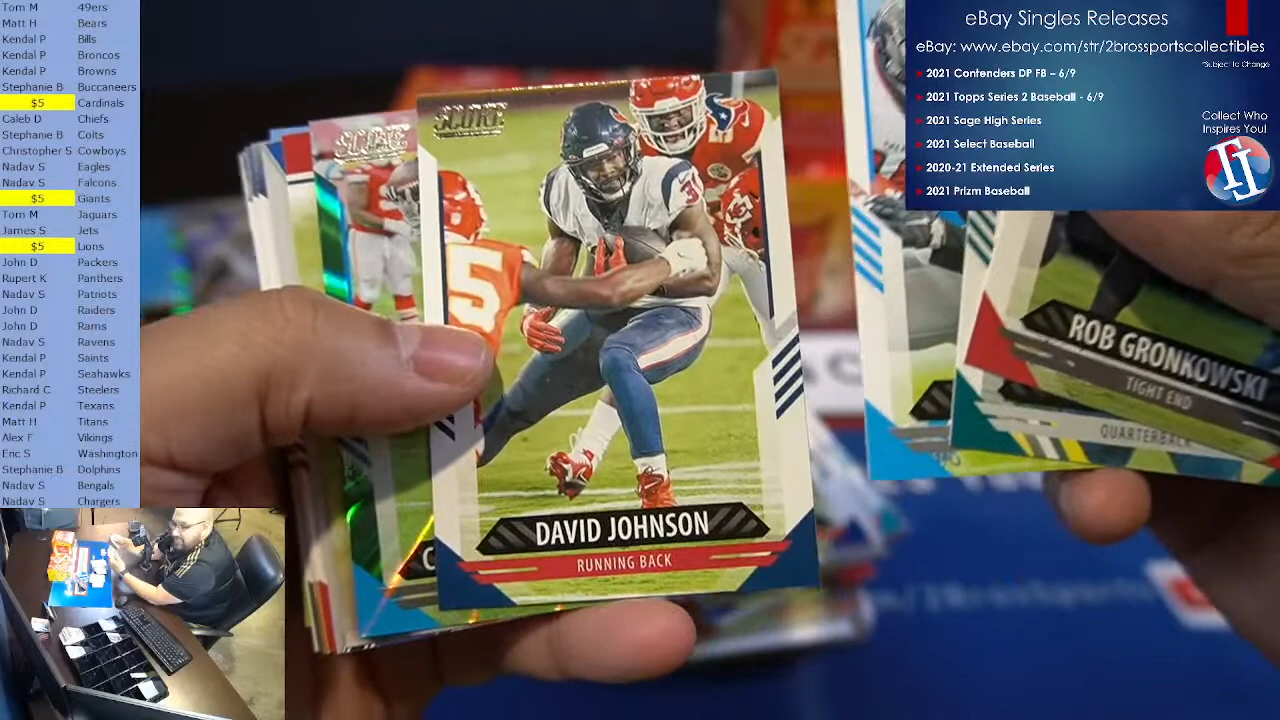 Tom M 49ers
Matt H Bears
Kendal P Bills
Kendal P Broncos
Kendal P Browns
Stephanie B Buccaneers
$5 Cardinals
Caleb D Chiefs
Stephanie B Colts
Christopher S Cowboys
Nadav S Eagles
Nadav S Falcons
$5 Giants
Tom M Jaguars
James S Jets
$5 Lions
John D Packers
Rupert K Panthers
Nadav S Patriots
John D Raiders
John D Rams
Nadav S Ravens
Kendal P Saints
Kendal P Seahawks
Richard C Steelers
Kendal P Texans
Matt H Titans
Alex F Vikings
Eric S Washington
Stephanie B Dolphins
Nadav S Bengals
Nadav S Chargers
SCORE
SCORE
5
DAVID JOHNSON
RUNNING BACK
C
ROB GRONKOWSKI
TIGHT END
QUARTERBACK
eBay Singles Releases
eBay: www.ebay.com/str/2brossportscollectibles
*Subject to Change
2021 Contenders DP FB – 6/9
2021 Topps Series 2 Baseball - 6/9
2021 Sage High Series
2021 Select Baseball
2020-21 Extended Series
2021 Prizm Baseball
Collect Who
Inspires You!